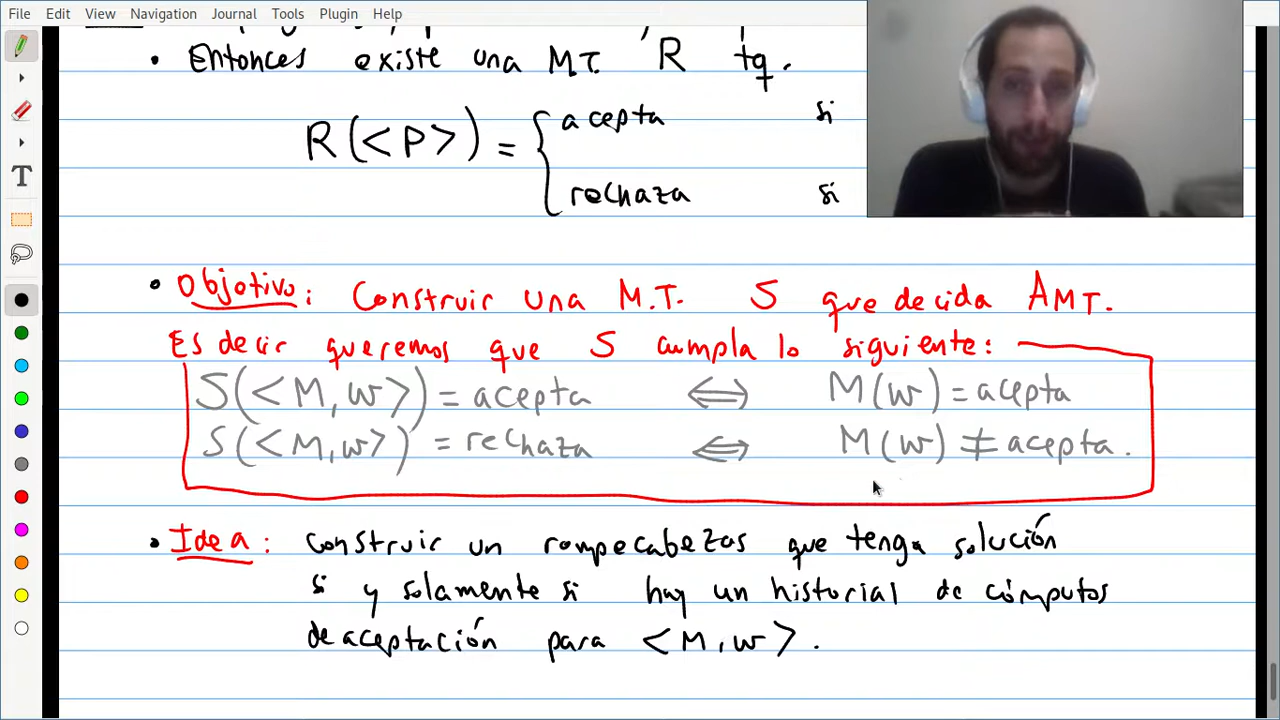 File Edit View Navigation Journal Tools Plugin Help
• Entonces existe una M.T. R tq.
R(<P>) = { acepta si
rechaza si
• Objetivo: Construir una M.T. S que decida AMT.
Es decir queremos que S cumpla lo siguiente:
S(<M,w>) = acepta ⟺ M(w) = acepta
S(<M,w>) = rechaza ⟺ M(w) ≠ acepta.
• Idea: construir un rompecabezas que tenga solución
si y solamente si hay un historial de cómputos
de aceptación para <M,w>.
T